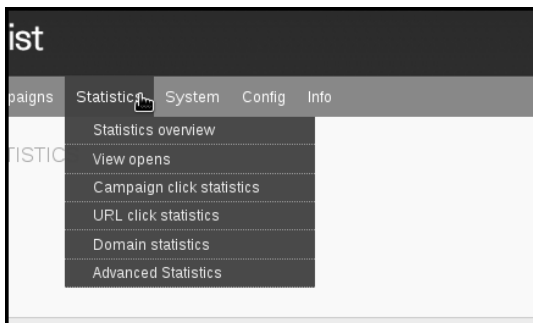 ist
paigns Statistics System Config Info
Statistics overview
TISTIC
View opens
Campaign click statistics
URL click statistics
Domain statistics
Advanced Statistics